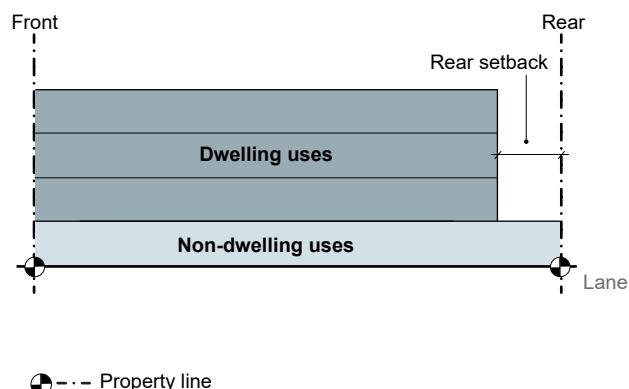 Front
Rear
Rear setback
Dwelling uses
Non-dwelling uses
Lane
Property line